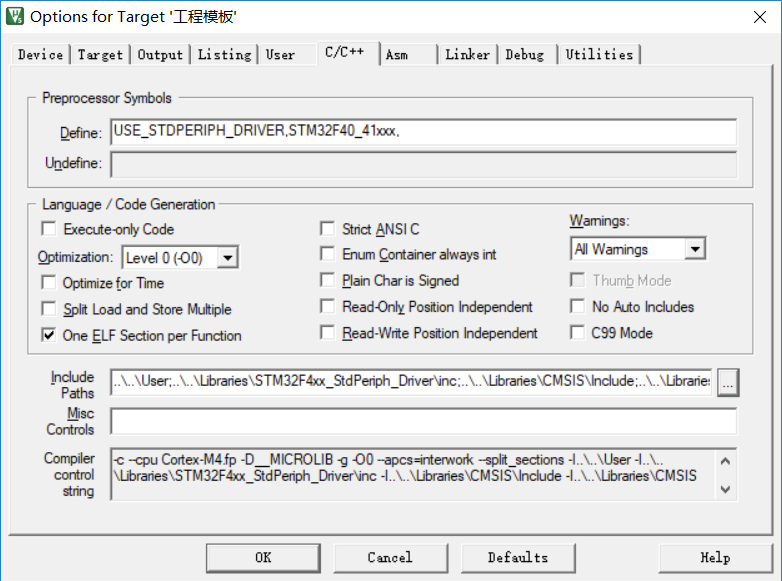 Options for Target '工程模板'
Device Target Output Listing User C/C++ Asm Linker Debug Utilities
Preprocessor Symbols
Define: USE_STDPERIPH_DRIVER,STM32F40_41xxx,
Undefine:
Language / Code Generation
Execute-only Code
Optimization: Level 0 (-O0)
Optimize for Time
Split Load and Store Multiple
One ELF Section per Function
Strict ANSI C
Enum Container always int
Plain Char is Signed
Read-Only Position Independent
Read-Write Position Independent
Warnings:
All Warnings
Thumb Mode
No Auto Includes
C99 Mode
Include
Paths
..\..\User;..\..\Libraries\STM32F4xx_StdPeriph_Driver\inc;..\..\Libraries\CMSIS\Include;..\..\Libraries
...
Misc
Controls
Compiler
control
string
-c --cpu Cortex-M4.fp -D__MICROLIB -g -O0 --apcs=interwork --split_sections -I..\..\User -I..\..
\Libraries\STM32F4xx_StdPeriph_Driver\inc -I..\..\Libraries\CMSIS\Include -I..\..\Libraries\CMSIS
OK Cancel Defaults Help